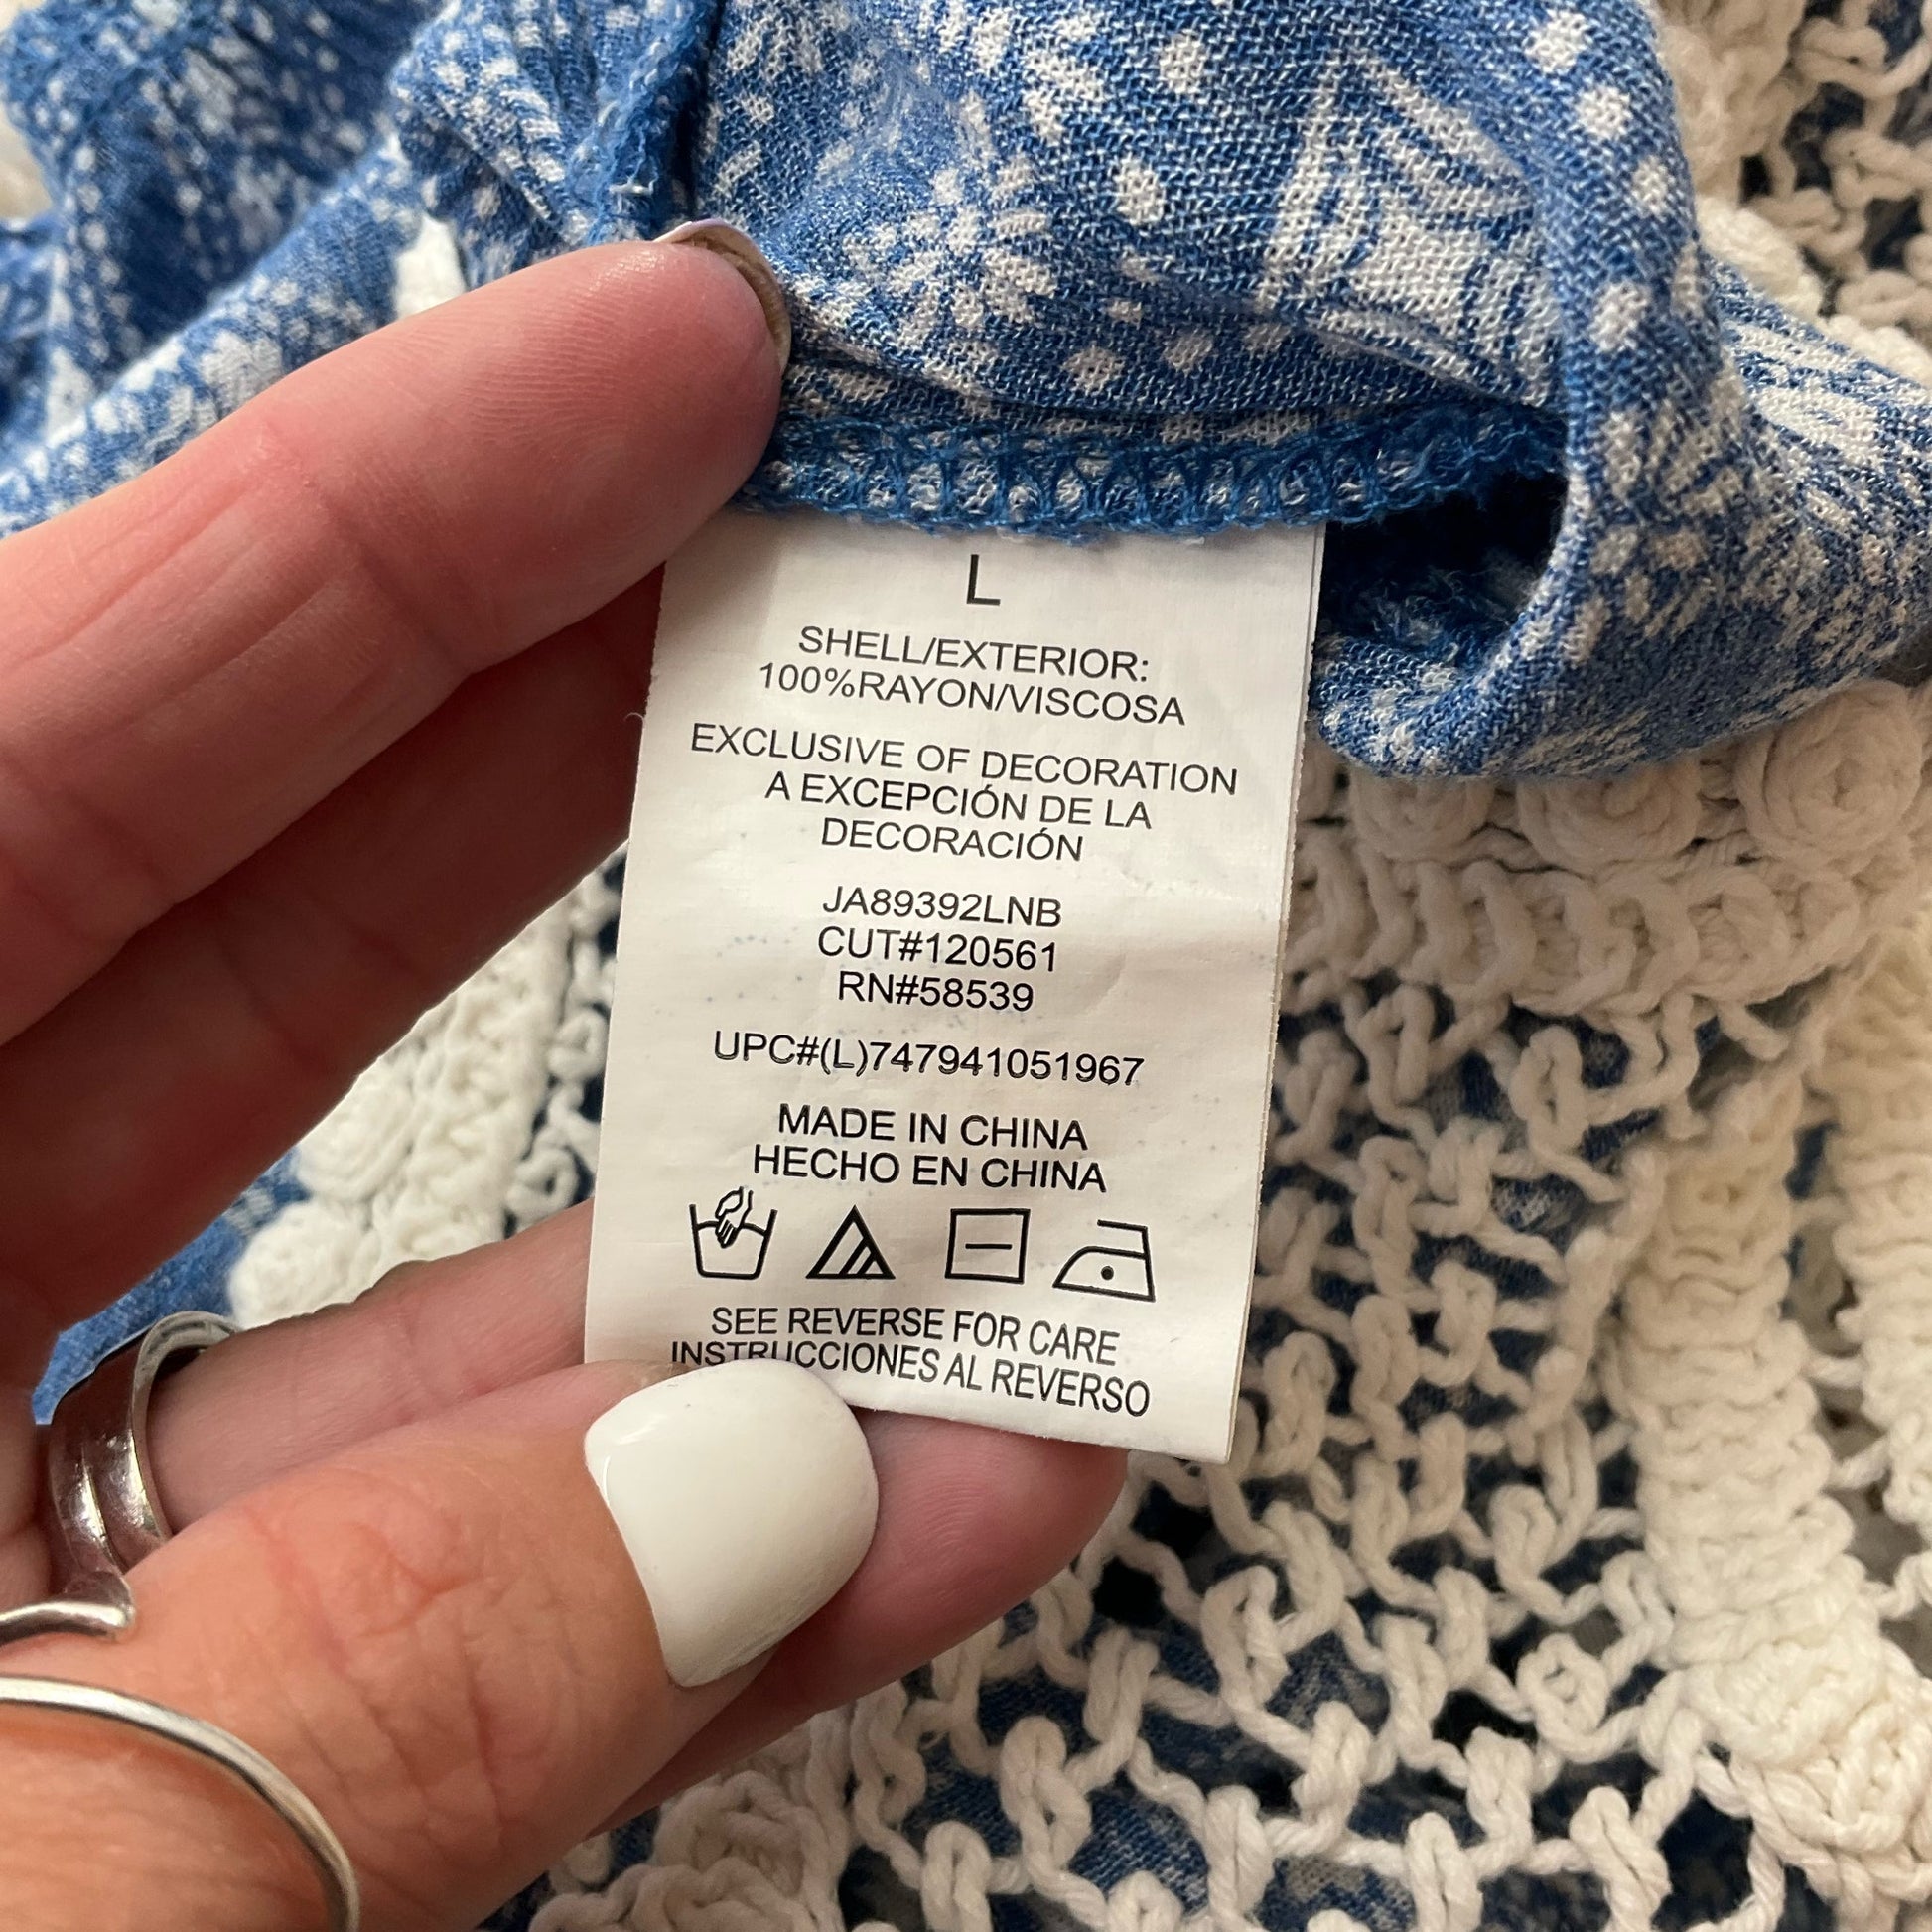 L
SHELL/EXTERIOR:
100%RAYON/VISCOSA
EXCLUSIVE OF DECORATION
A EXCEPCIÓN DE LA
DECORACIÓN
JA89392LNB
CUT#120561
RN#58539
UPC#(L)747941051967
MADE IN CHINA
HECHO EN CHINA
SEE REVERSE FOR CARE
INSTRUCCIONES AL REVERSO